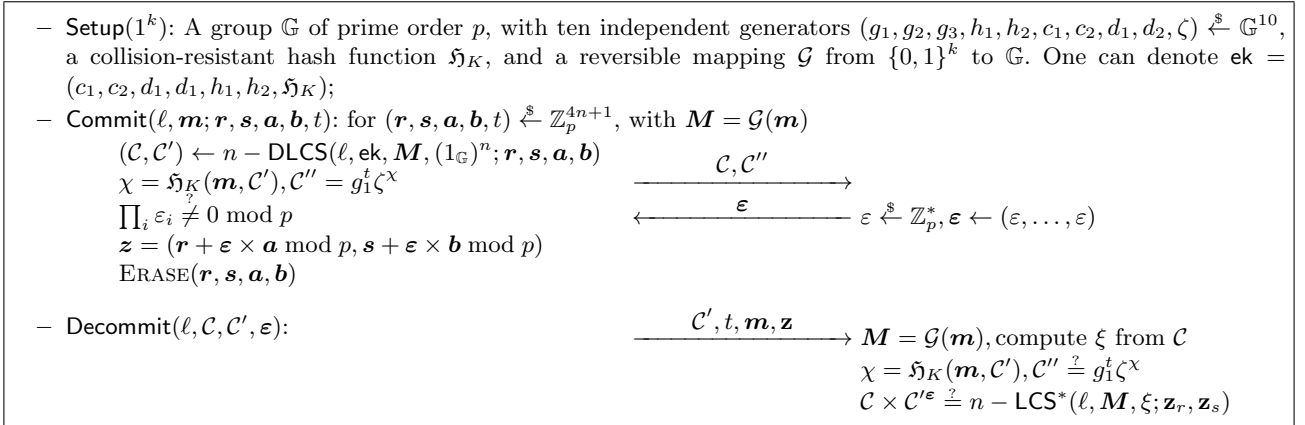 – Setup(1^k): A group 𝔾 of prime order p, with ten independent generators (g_1, g_2, g_3, h_1, h_2, c_1, c_2, d_1, d_2, ζ) ←$ 𝔾^10,
a collision-resistant hash function ℌ_K, and a reversible mapping 𝒢 from {0, 1}^k to 𝔾. One can denote ek =
(c_1, c_2, d_1, d_1, h_1, h_2, ℌ_K);
– Commit(ℓ, m; r, s, a, b, t): for (r, s, a, b, t) ←$ ℤ_p^{4n+1}, with M = 𝒢(m)
(𝒞, 𝒞′) ← n − DLCS(ℓ, ek, M, (1_𝔾)^n; r, s, a, b)
χ = ℌ_K(m, 𝒞′), 𝒞″ = g_1^t ζ^χ 𝒞, 𝒞″ ⟶
∏_i ε_i ≠? 0 mod p ⟵ ε ε ←$ ℤ_p^*, ε ← (ε, . . . , ε)
z = (r + ε × a mod p, s + ε × b mod p)
Erase(r, s, a, b)
– Decommit(ℓ, 𝒞, 𝒞′, ε): 𝒞′, t, m, z ⟶ M = 𝒢(m), compute ξ from 𝒞
χ = ℌ_K(m, 𝒞′), 𝒞″ =? g_1^t ζ^χ
𝒞 × 𝒞′^ε =? n − LCS*(ℓ, M, ξ; z_r, z_s)